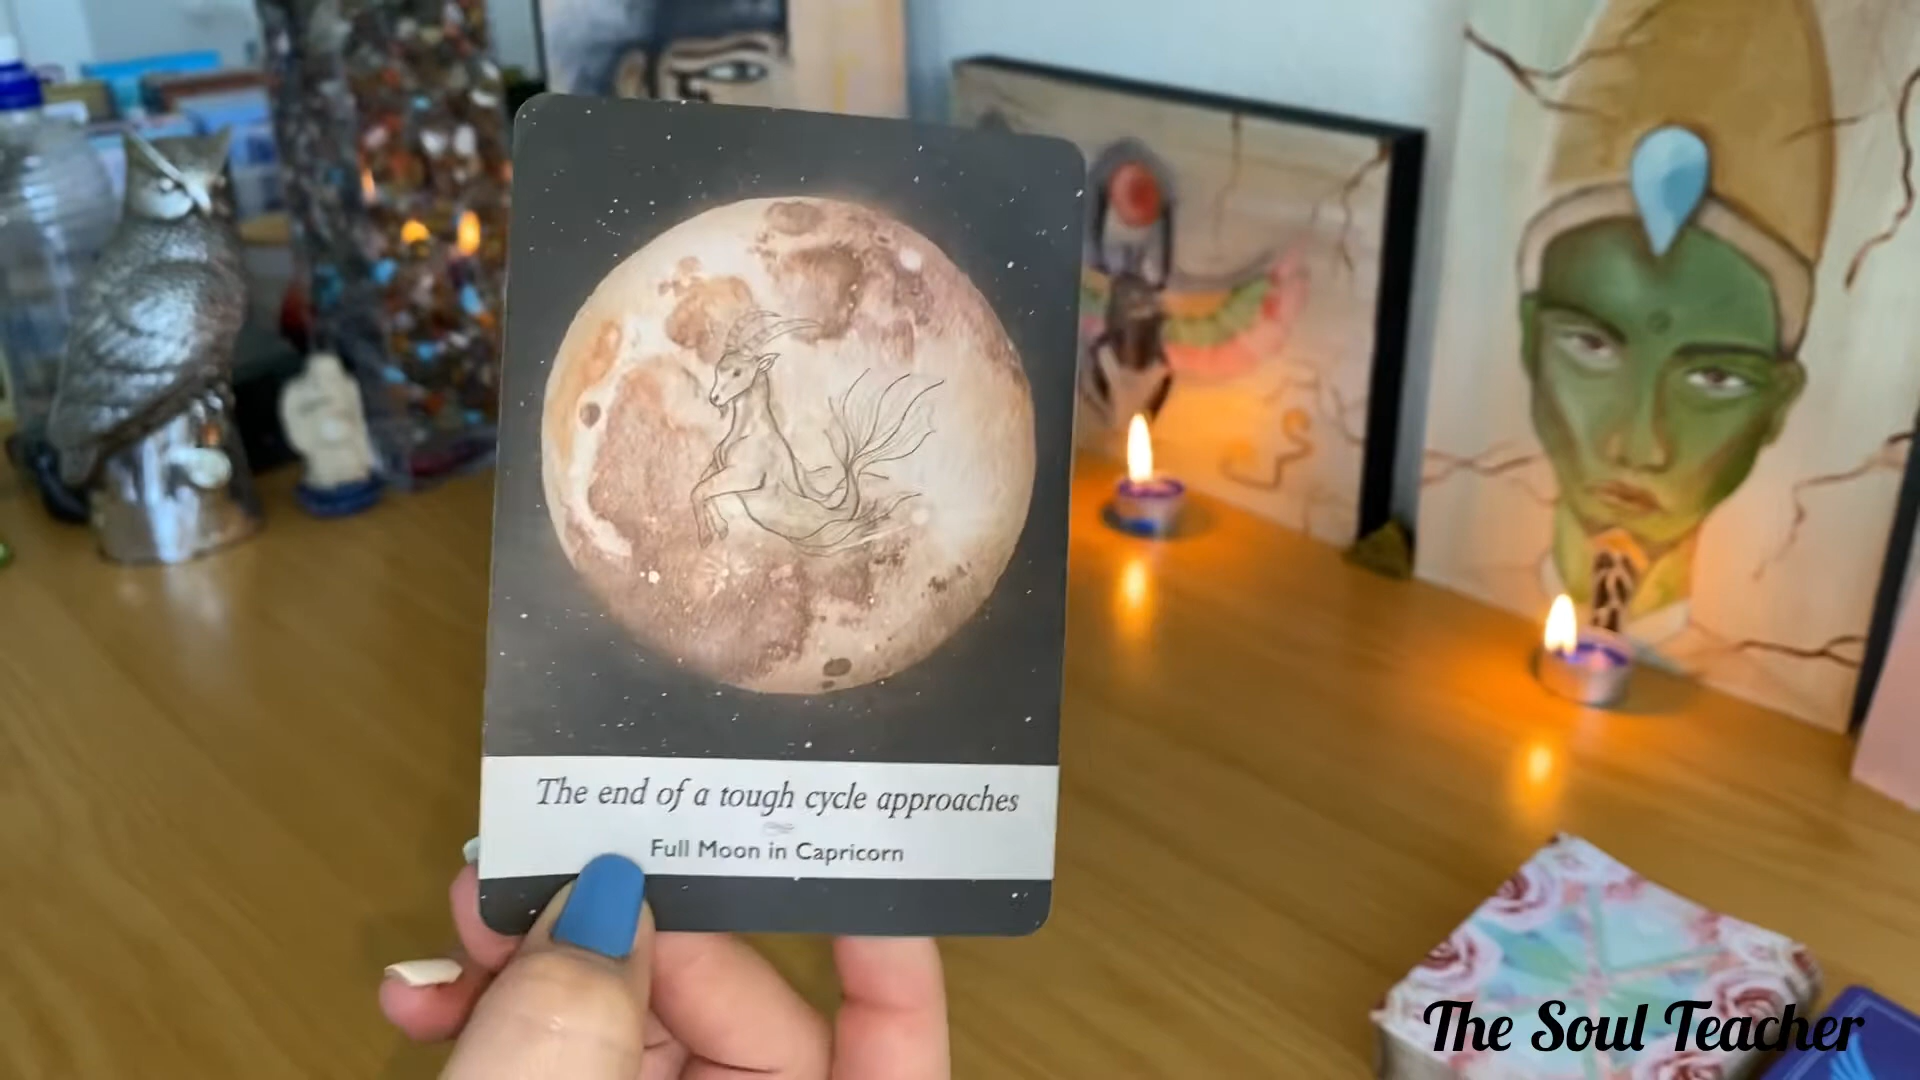 The end of a tough cycle approaches
Full Moon in Capricorn
The Soul Teacher